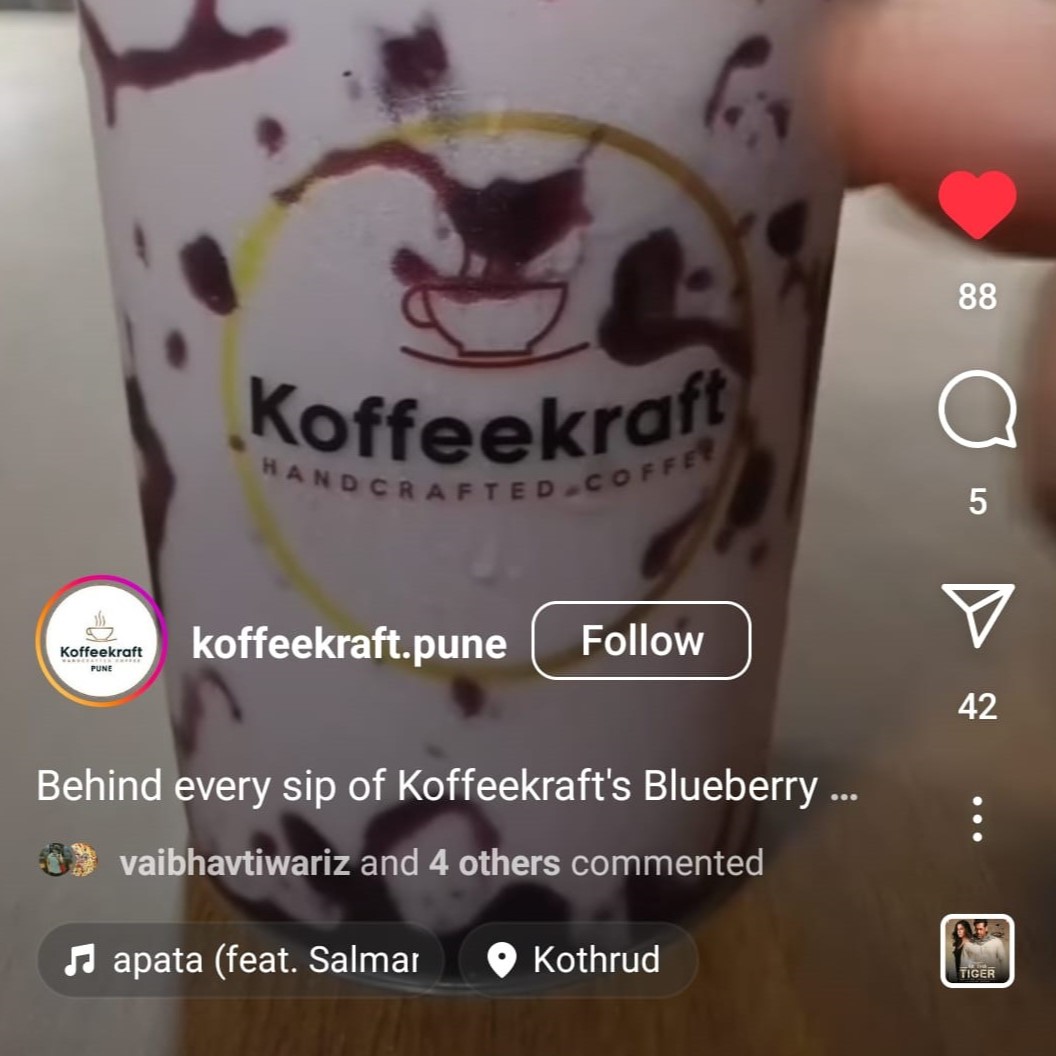 Koffeekraft
HANDCRAFTED COFFEE
88
5
Koffeekraft
HANDCRAFTED COFFEE
PUNE
koffeekraft.pune
Follow
42
Behind every sip of Koffeekraft's Blueberry ...
vaibhavtiwariz and 4 others commented
apata (feat. Salmar
Kothrud
TIGER